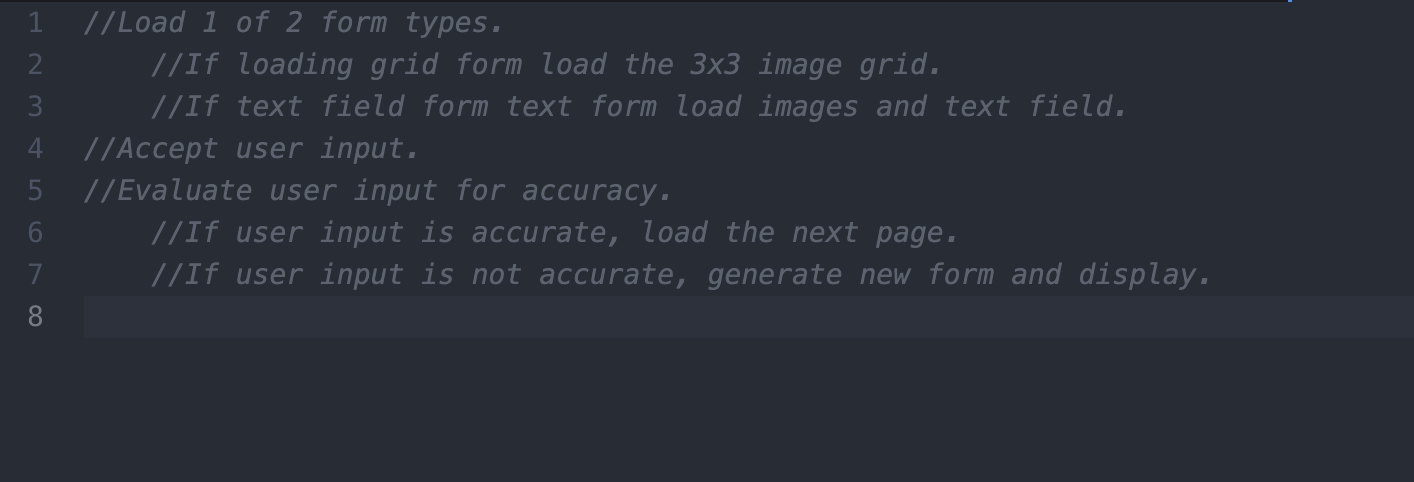 1 //Load 1 of 2 form types.
2 //If loading grid form load the 3x3 image grid.
3 //If text field form text form load images and text field.
4 //Accept user input.
5 //Evaluate user input for accuracy.
6 //If user input is accurate, load the next page.
7 //If user input is not accurate, generate new form and display.
8